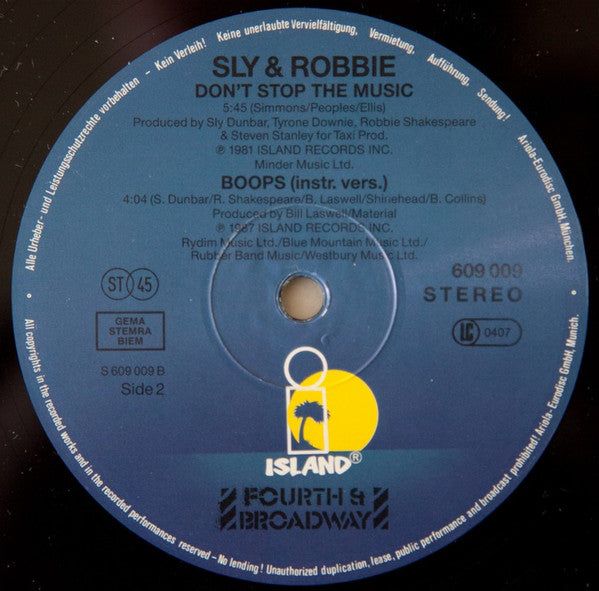 Alle Urheber- und Leistungsschutzrechte vorbehalten – Kein Verleih! Keine unerlaubte Vervielfältigung, Vermietung, Aufführung, Sendung! Ariola-Eurodisc GmbH, München.
SLY & ROBBIE
DON'T STOP THE MUSIC
5:45 (Simmons/Peoples/Ellis)
Produced by Sly Dunbar, Tyrone Downie, Robbie Shakespeare
& Steven Stanley for Taxi Prod.
℗ 1981 ISLAND RECORDS INC.
Minder Music Ltd.
BOOPS (instr. vers.)
4:04 (S. Dunbar/R. Shakespeare/B. Laswell/Shinehead/B. Collins)
Produced by Bill Laswell/Material
℗ 1987 ISLAND RECORDS INC.
Rydim Music Ltd./Blue Mountain Music Ltd./
Rubber Band Music/Westbury Music Ltd.
ST 45
609 009
STEREO
GEMA
STEMRA
BIEM
LC 0407
S 609 009 B
Side 2
ISLAND®
FOURTH &
BROADWAY
All copyrights in the recorded works and in the recorded performances reserved – No lending! Unauthorized duplication, lease, public performance and broadcast prohibited! Ariola-Eurodisc GmbH, Munich.